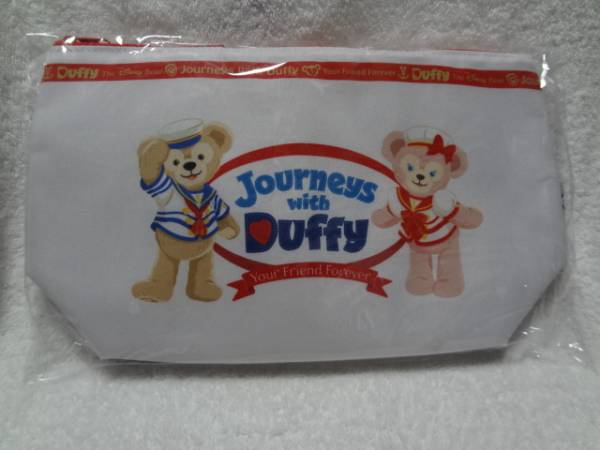 Duffy The Disney Bear Journeys with Duffy Your Friend Forever Duffy The Disney Bear Jour
Journeys
with
Duffy
Your Friend Forever